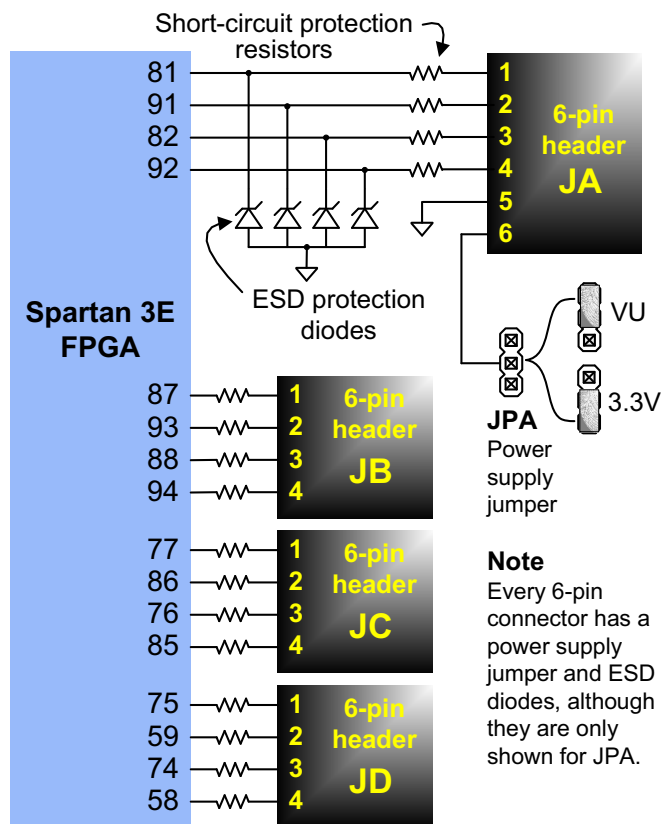 Short-circuit protection
resistors
81
91
82
92
1
2
3
4
5
6
6-pin
header
JA
ESD protection
diodes
Spartan 3E
FPGA
VU
3.3V
JPA
Power
supply
jumper
87
93
88
94
1
2
3
4
6-pin
header
JB
77
86
76
85
1
2
3
4
6-pin
header
JC
75
59
74
58
1
2
3
4
6-pin
header
JD
Note
Every 6-pin
connector has a
power supply
jumper and ESD
diodes, although
they are only
shown for JPA.